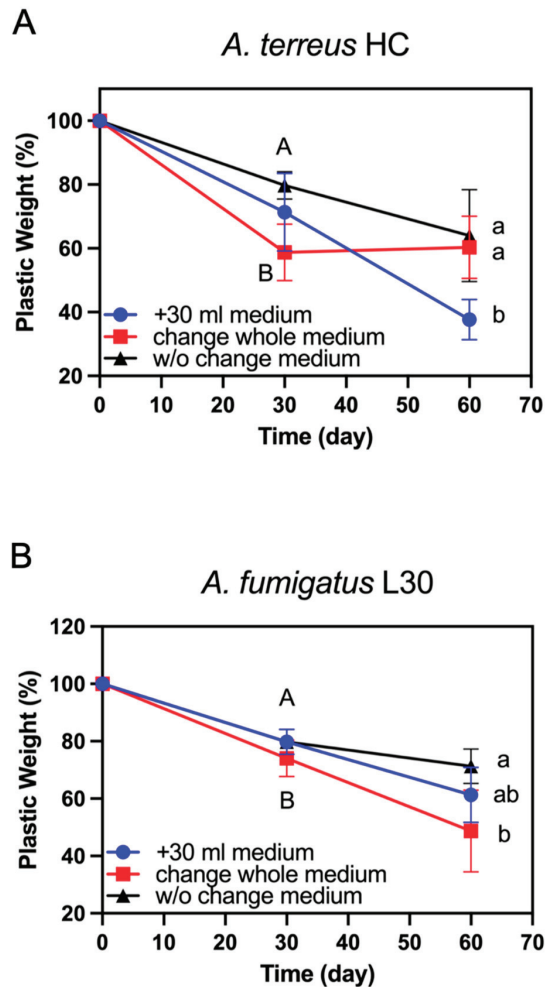 A
A. terreus HC
Plastic Weight (%)
100
80
60
40
20
A
B
a
a
b
+30 ml medium
change whole medium
w/o change medium
0 10 20 30 40 50 60 70
Time (day)
B
A. fumigatus L30
Plastic Weight (%)
120
100
80
60
40
20
A
B
a
ab
b
+30 ml medium
change whole medium
w/o change medium
0 10 20 30 40 50 60 70
Time (day)